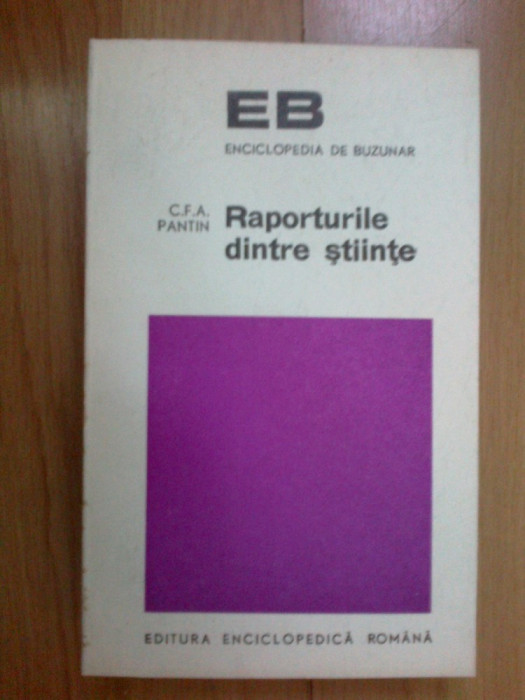 EB
ENCICLOPEDIA DE BUZUNAR
C.F.A.
PANTIN
Raporturile
dintre ştiinţe
EDITURA ENCICLOPEDICĂ ROMÂNĂ